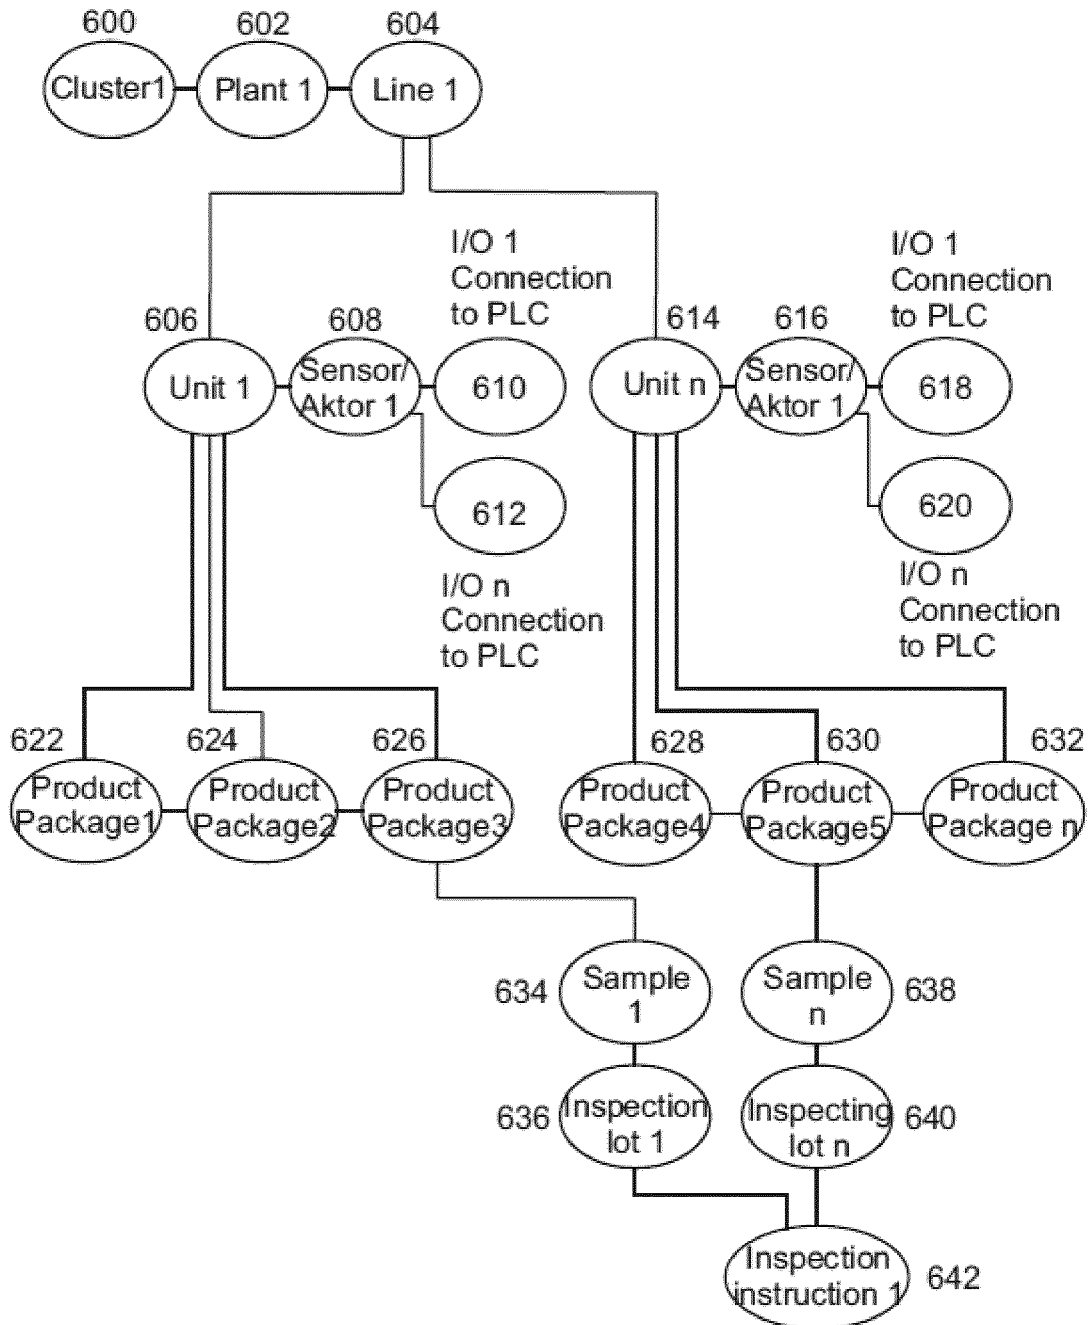 600 602 604
Cluster1 Plant 1 Line 1
I/O 1
Connection
to PLC
I/O 1
Connection
to PLC
606 608 614 616
Unit 1 Sensor/
Aktor 1 610 Unit n Sensor/
Aktor 1 618
612 620
I/O n
Connection
to PLC
I/O n
Connection
to PLC
622 624 626 628 630 632
Product
Package1
Product
Package2
Product
Package3
Product
Package4
Product
Package5
Product
Package n
634 Sample
1
Sample
n 638
636 Inspection
lot 1
Inspecting
lot n 640
Inspection
instruction 1 642